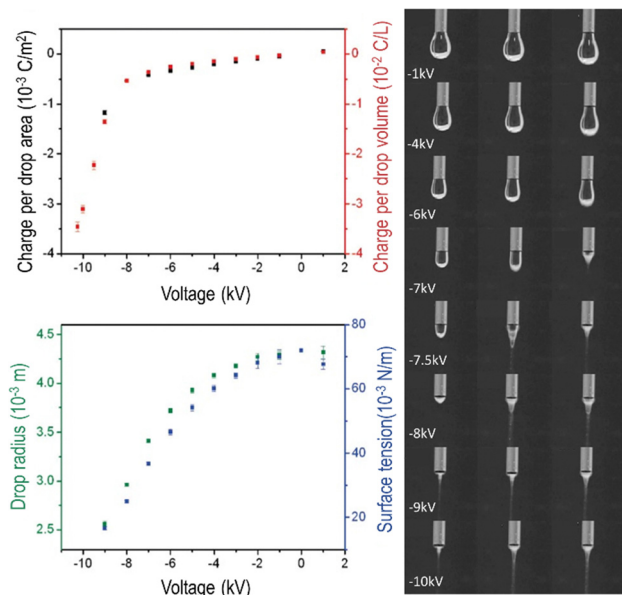 Charge per drop area (10⁻³ C/m²)
0
-1
-2
-3
-4
0
-1
-2
-3
-4
Charge per drop volume (10⁻² C/L)
-10 -8 -6 -4 -2 0 2
Voltage (kV)
Drop radius (10⁻³ m)
4.5
4.0
3.5
3.0
2.5
80
60
40
20
Surface tension(10⁻³ N/m)
-10 -8 -6 -4 -2 0 2
Voltage (kV)
-1kV
-4kV
-6kV
-7kV
-7.5kV
-8kV
-9kV
-10kV